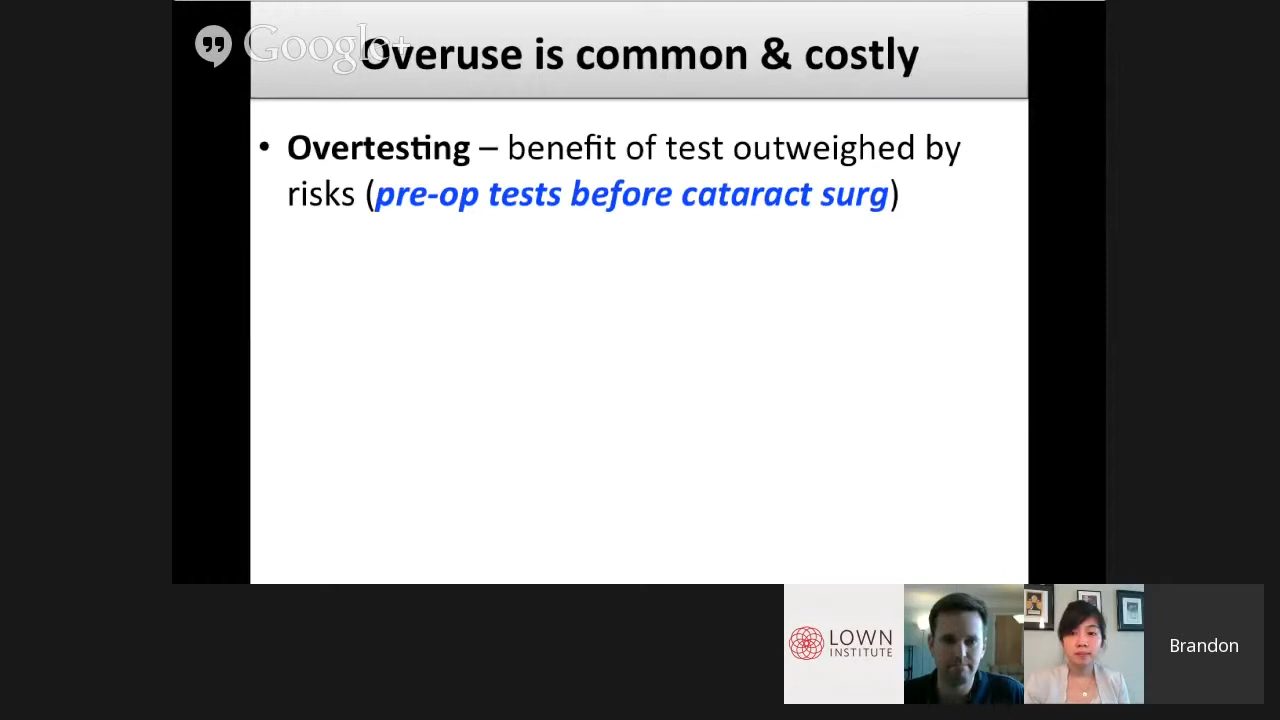 Google+
Overuse is common & costly
• Overtesting – benefit of test outweighed by
risks (pre-op tests before cataract surg)
LOWN
INSTITUTE
Brandon